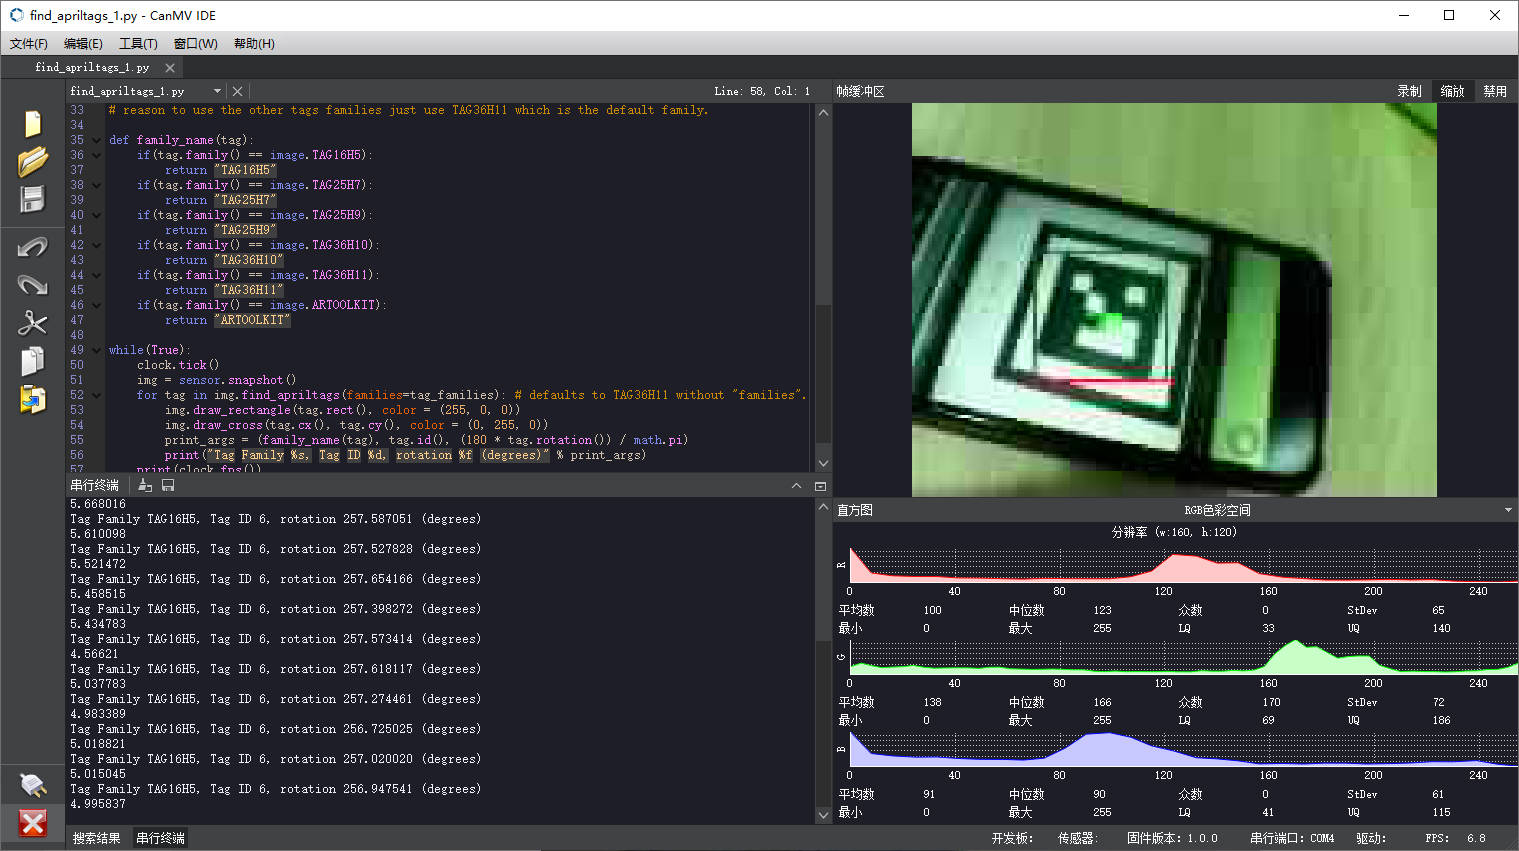 find_apriltags_1.py - CanMV IDE
文件(F) 编辑(E) 工具(T) 窗口(W) 帮助(H)
find_apriltags_1.py
find_apriltags_1.py Line: 58, Col: 1
33 # reason to use the other tags families just use TAG36H11 which is the default family.
34
35 def family_name(tag):
36 if(tag.family() == image.TAG16H5):
37 return "TAG16H5"
38 if(tag.family() == image.TAG25H7):
39 return "TAG25H7"
40 if(tag.family() == image.TAG25H9):
41 return "TAG25H9"
42 if(tag.family() == image.TAG36H10):
43 return "TAG36H10"
44 if(tag.family() == image.TAG36H11):
45 return "TAG36H11"
46 if(tag.family() == image.ARTOOLKIT):
47 return "ARTOOLKIT"
48
49 while(True):
50 clock.tick()
51 img = sensor.snapshot()
52 for tag in img.find_apriltags(families=tag_families): # defaults to TAG36H11 without "families".
53 img.draw_rectangle(tag.rect(), color = (255, 0, 0))
54 img.draw_cross(tag.cx(), tag.cy(), color = (0, 255, 0))
55 print_args = (family_name(tag), tag.id(), (180 * tag.rotation()) / math.pi)
56 print("Tag Family %s, Tag ID %d, rotation %f (degrees)" % print_args)
57 print(clock.fps())
串行终端
5.668016
Tag Family TAG16H5, Tag ID 6, rotation 257.587051 (degrees)
5.610098
Tag Family TAG16H5, Tag ID 6, rotation 257.527828 (degrees)
5.521472
Tag Family TAG16H5, Tag ID 6, rotation 257.654166 (degrees)
5.458515
Tag Family TAG16H5, Tag ID 6, rotation 257.398272 (degrees)
5.434783
Tag Family TAG16H5, Tag ID 6, rotation 257.573414 (degrees)
4.56621
Tag Family TAG16H5, Tag ID 6, rotation 257.618117 (degrees)
5.037783
Tag Family TAG16H5, Tag ID 6, rotation 257.274461 (degrees)
4.983389
Tag Family TAG16H5, Tag ID 6, rotation 256.725025 (degrees)
5.018821
Tag Family TAG16H5, Tag ID 6, rotation 257.020020 (degrees)
5.015045
Tag Family TAG16H5, Tag ID 6, rotation 256.947541 (degrees)
4.995837
搜索结果 串行终端
帧缓冲区 录制 缩放 禁用
直方图 RGB色彩空间
分辨率 (w:160, h:120)
R
0 40 80 120 160 200 240
平均数 100 中位数 123 众数 0 StDev 65
最小 0 最大 255 LQ 33 UQ 140
G
0 40 80 120 160 200 240
平均数 138 中位数 166 众数 170 StDev 72
最小 0 最大 255 LQ 69 UQ 186
B
0 40 80 120 160 200 240
平均数 91 中位数 90 众数 0 StDev 61
最小 0 最大 255 LQ 41 UQ 115
开发板: 传感器: 固件版本: 1.0.0 串行端口: COM4 驱动: FPS: 6.8